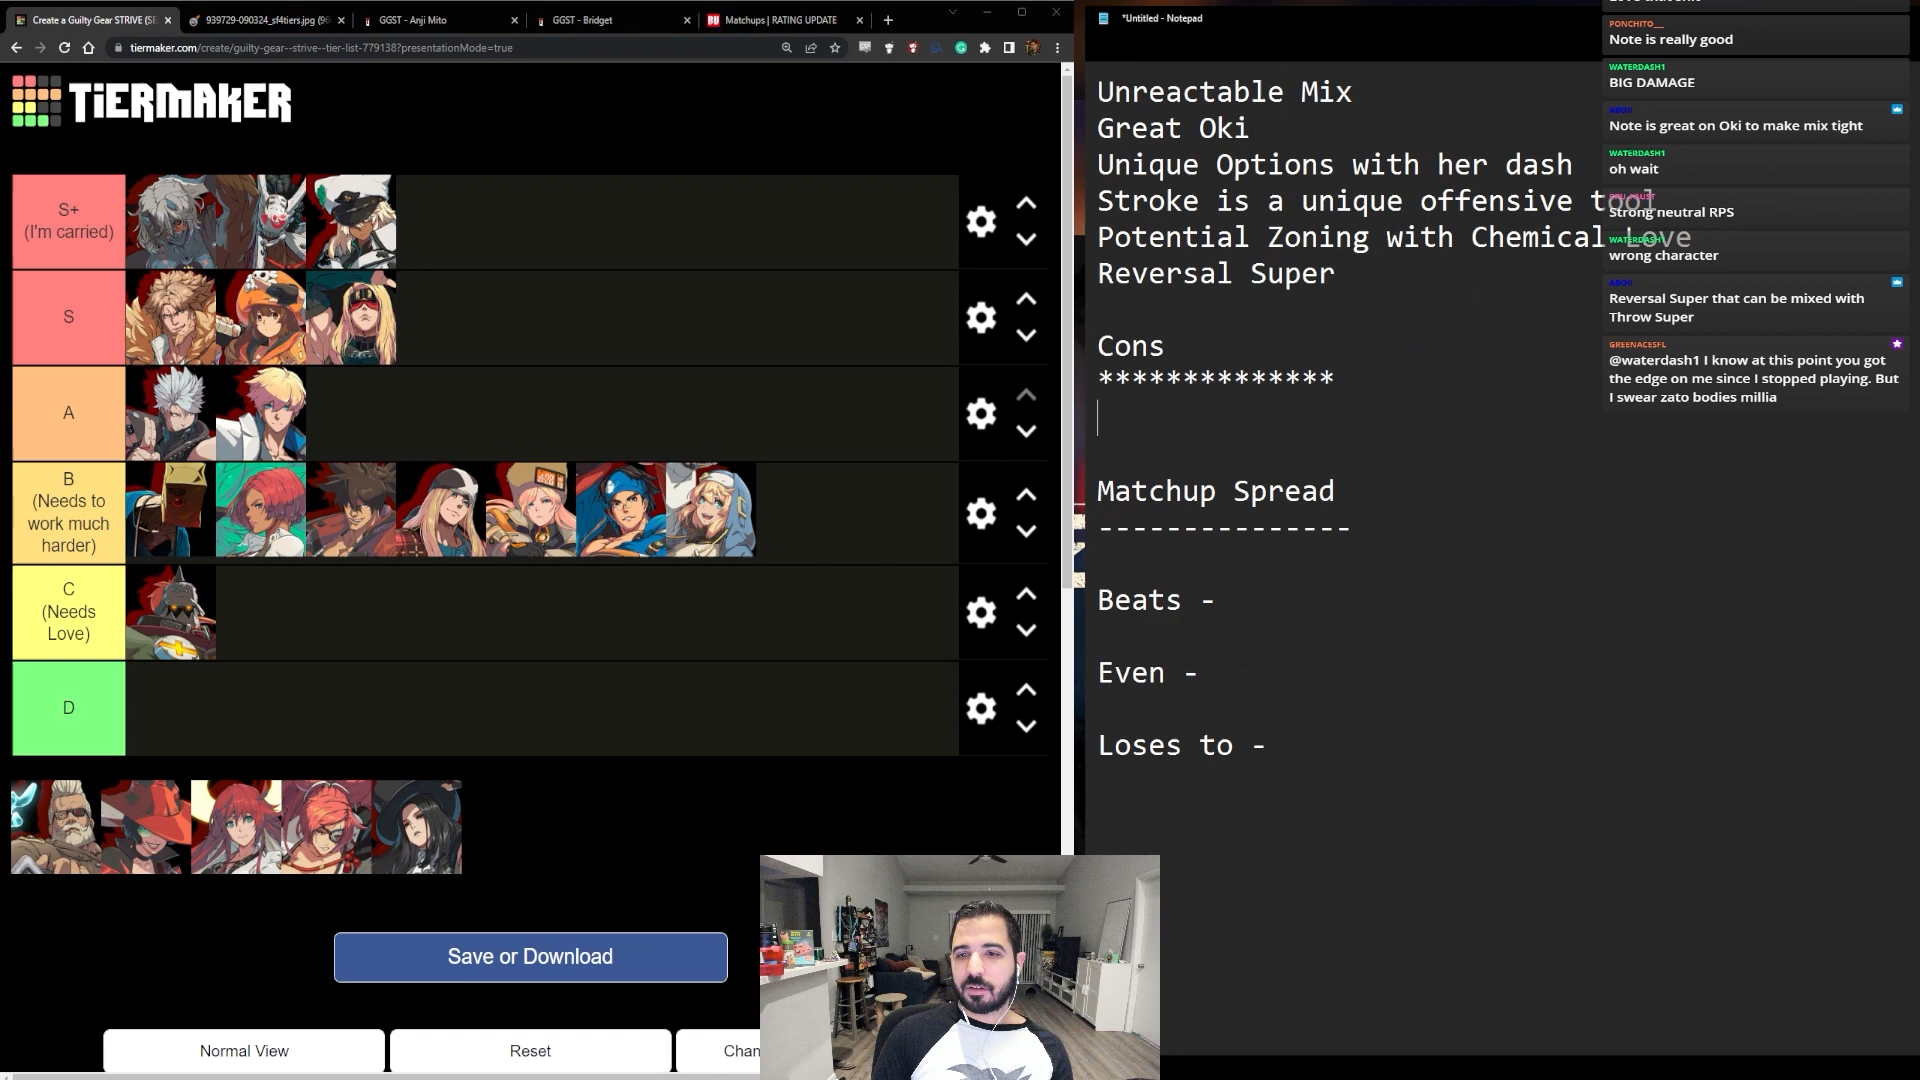 Create a Guilty Gear STRIVE (SE
939729-090324_sf4tiers.jpg (96
GGST - Anji Mito
GGST - Bridget
Matchups | RATING UPDATE
tiermaker.com/create/guilty-gear--strive--tier-list-779138?presentationMode=true
TiERMAKER
S+
(I'm carried)
S
A
B
(Needs to
work much
harder)
C
(Needs
Love)
D
Save or Download
Normal View
Reset
Chan
*Untitled - Notepad
Unreactable Mix
Great Oki
Unique Options with her dash
Stroke is a unique offensive tool
Potential Zoning with Chemical Love
Reversal Super
Cons
**************
Matchup Spread
---------------
Beats -
Even -
Loses to -
PONCHITO__
Note is really good
WATERDASH1
BIG DAMAGE
Note is great on Oki to make mix tight
WATERDASH1
oh wait
Strong neutral RPS
WATERDASH1
wrong character
Reversal Super that can be mixed with
Throw Super
GREENACESFL
@waterdash1 I know at this point you got
the edge on me since I stopped playing. But
I swear zato bodies millia